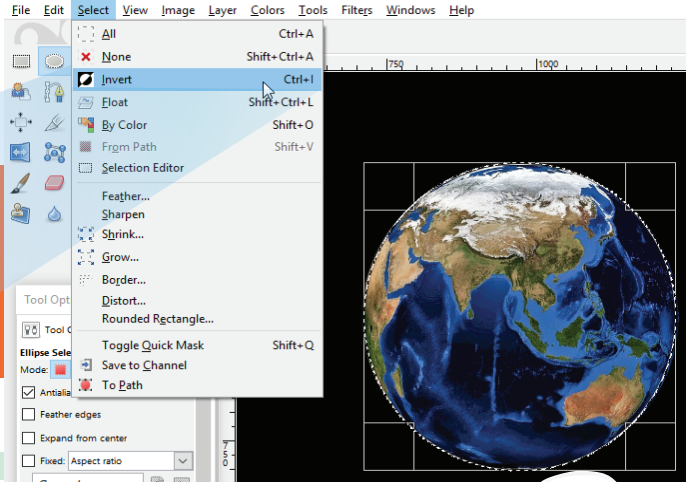 File Edit Select View Image Layer Colors Tools Filters Windows Help
All Ctrl+A
None Shift+Ctrl+A
Invert Ctrl+I
Float Shift+Ctrl+L
By Color Shift+O
From Path Shift+V
Selection Editor
Feather...
Sharpen
Shrink...
Grow...
Border...
Distort...
Rounded Rectangle...
Toggle Quick Mask Shift+Q
Save to Channel
To Path
750 1000
Tool Opt
Tool O
Ellipse Sele
Mode:
Antialia
Feather edges
Expand from center
Fixed: Aspect ratio
750